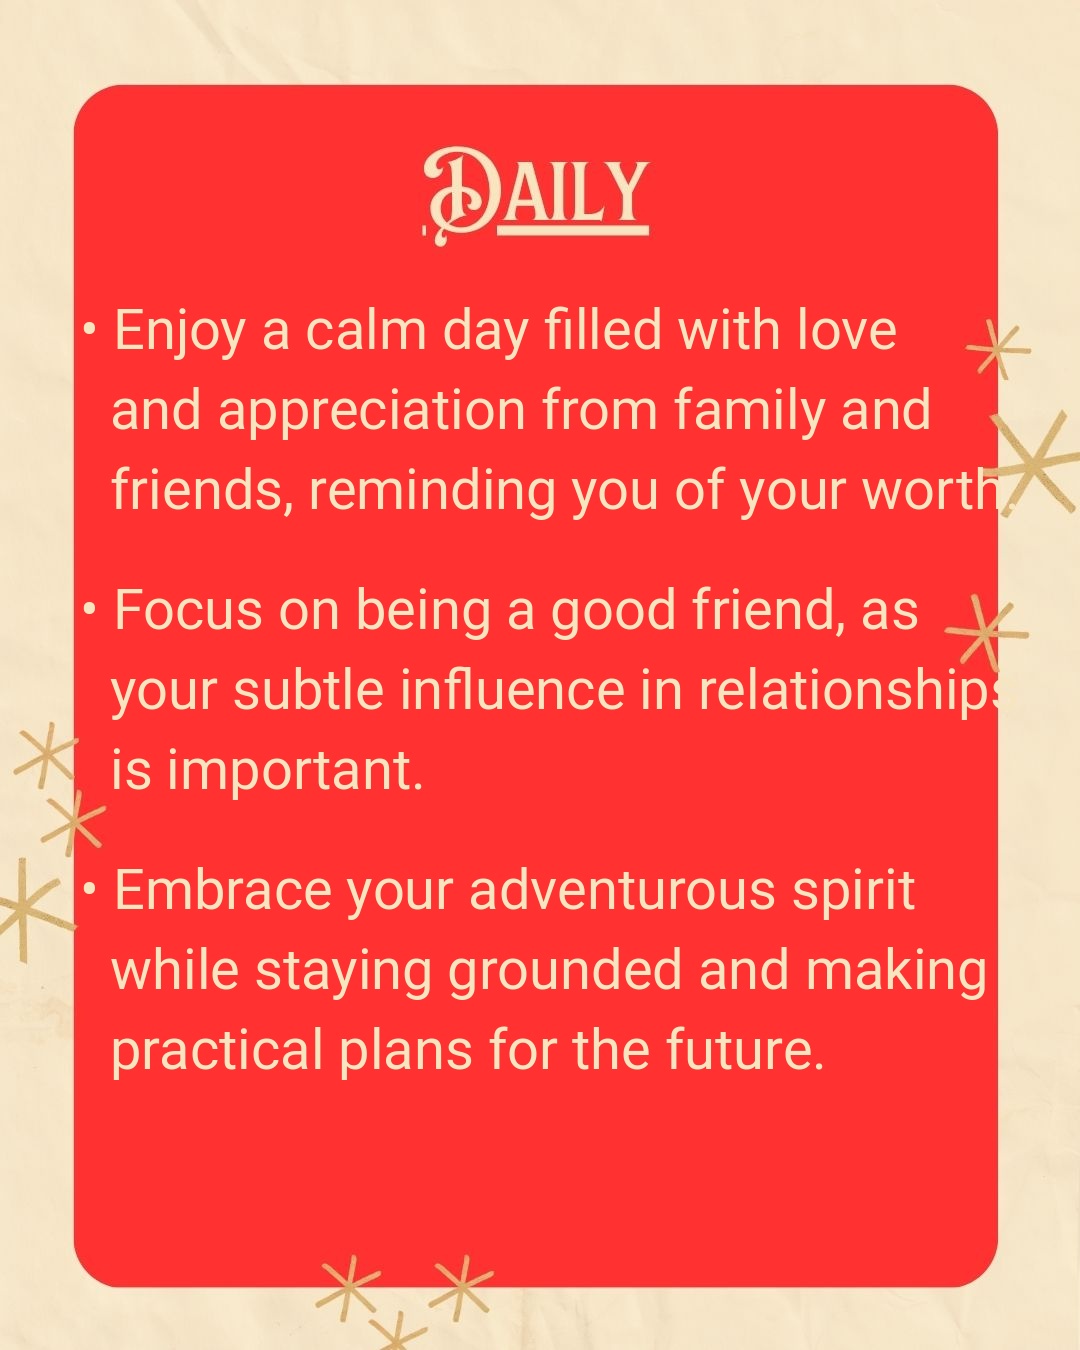 Daily
• Enjoy a calm day filled with love
and appreciation from family and
friends, reminding you of your worth.
• Focus on being a good friend, as
your subtle influence in relationships
is important.
• Embrace your adventurous spirit
while staying grounded and making
practical plans for the future.